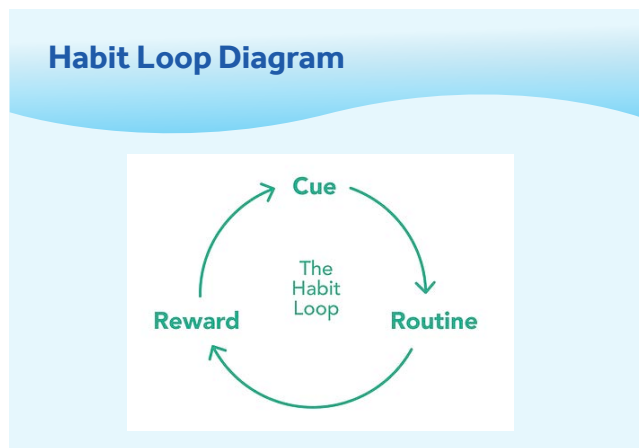 Habit Loop Diagram
Cue
The
Habit
Loop
Reward
Routine